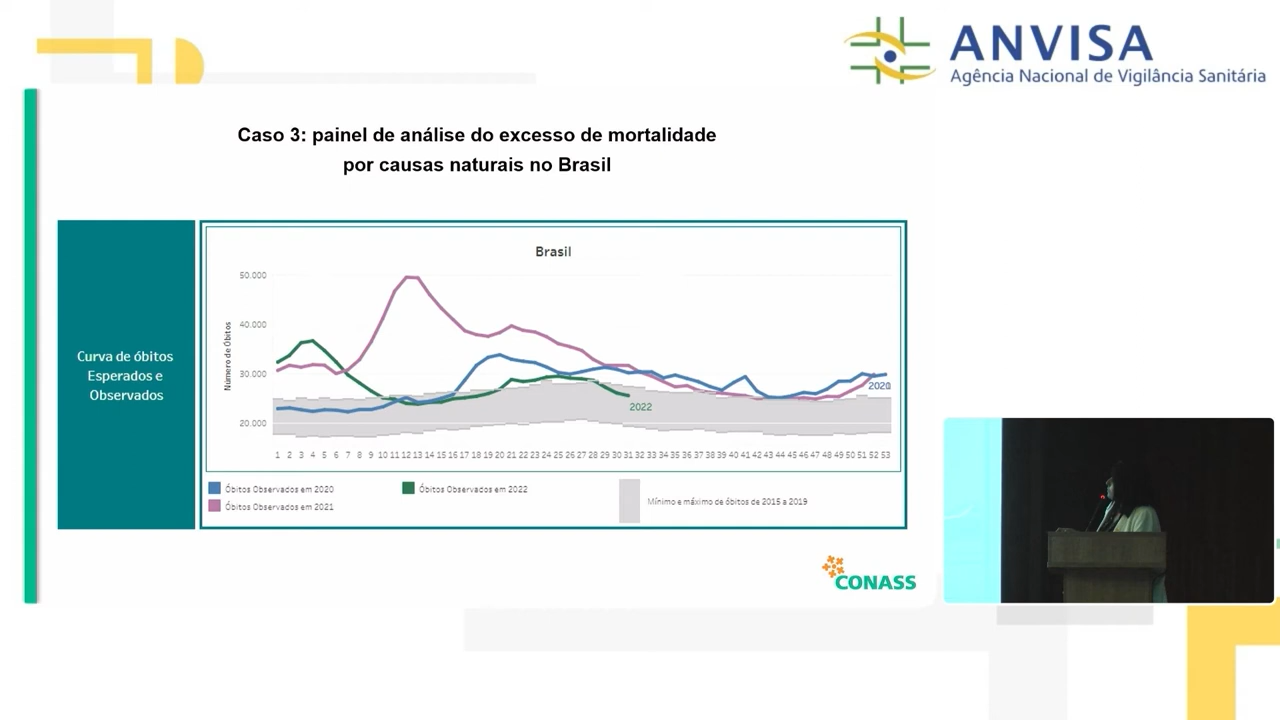 ANVISA
Agência Nacional de Vigilância Sanitária
Caso 3: painel de análise do excesso de mortalidade
por causas naturais no Brasil
Curva de óbitos
Esperados e
Observados
Brasil
Número de Óbitos
50.000
40.000
30.000
20.000
2020
2022
1 2 3 4 5 6 7 8 9 10 11 12 13 14 15 16 17 18 19 20 21 22 23 24 25 26 27 28 29 30 31 32 33 34 35 36 37 38 39 40 41 42 43 44 45 46 47 48 49 50 51 52 53
Óbitos Observados em 2020
Óbitos Observados em 2022
Mínimo e máximo de óbitos de 2015 a 2019
Óbitos Observados em 2021
CONASS